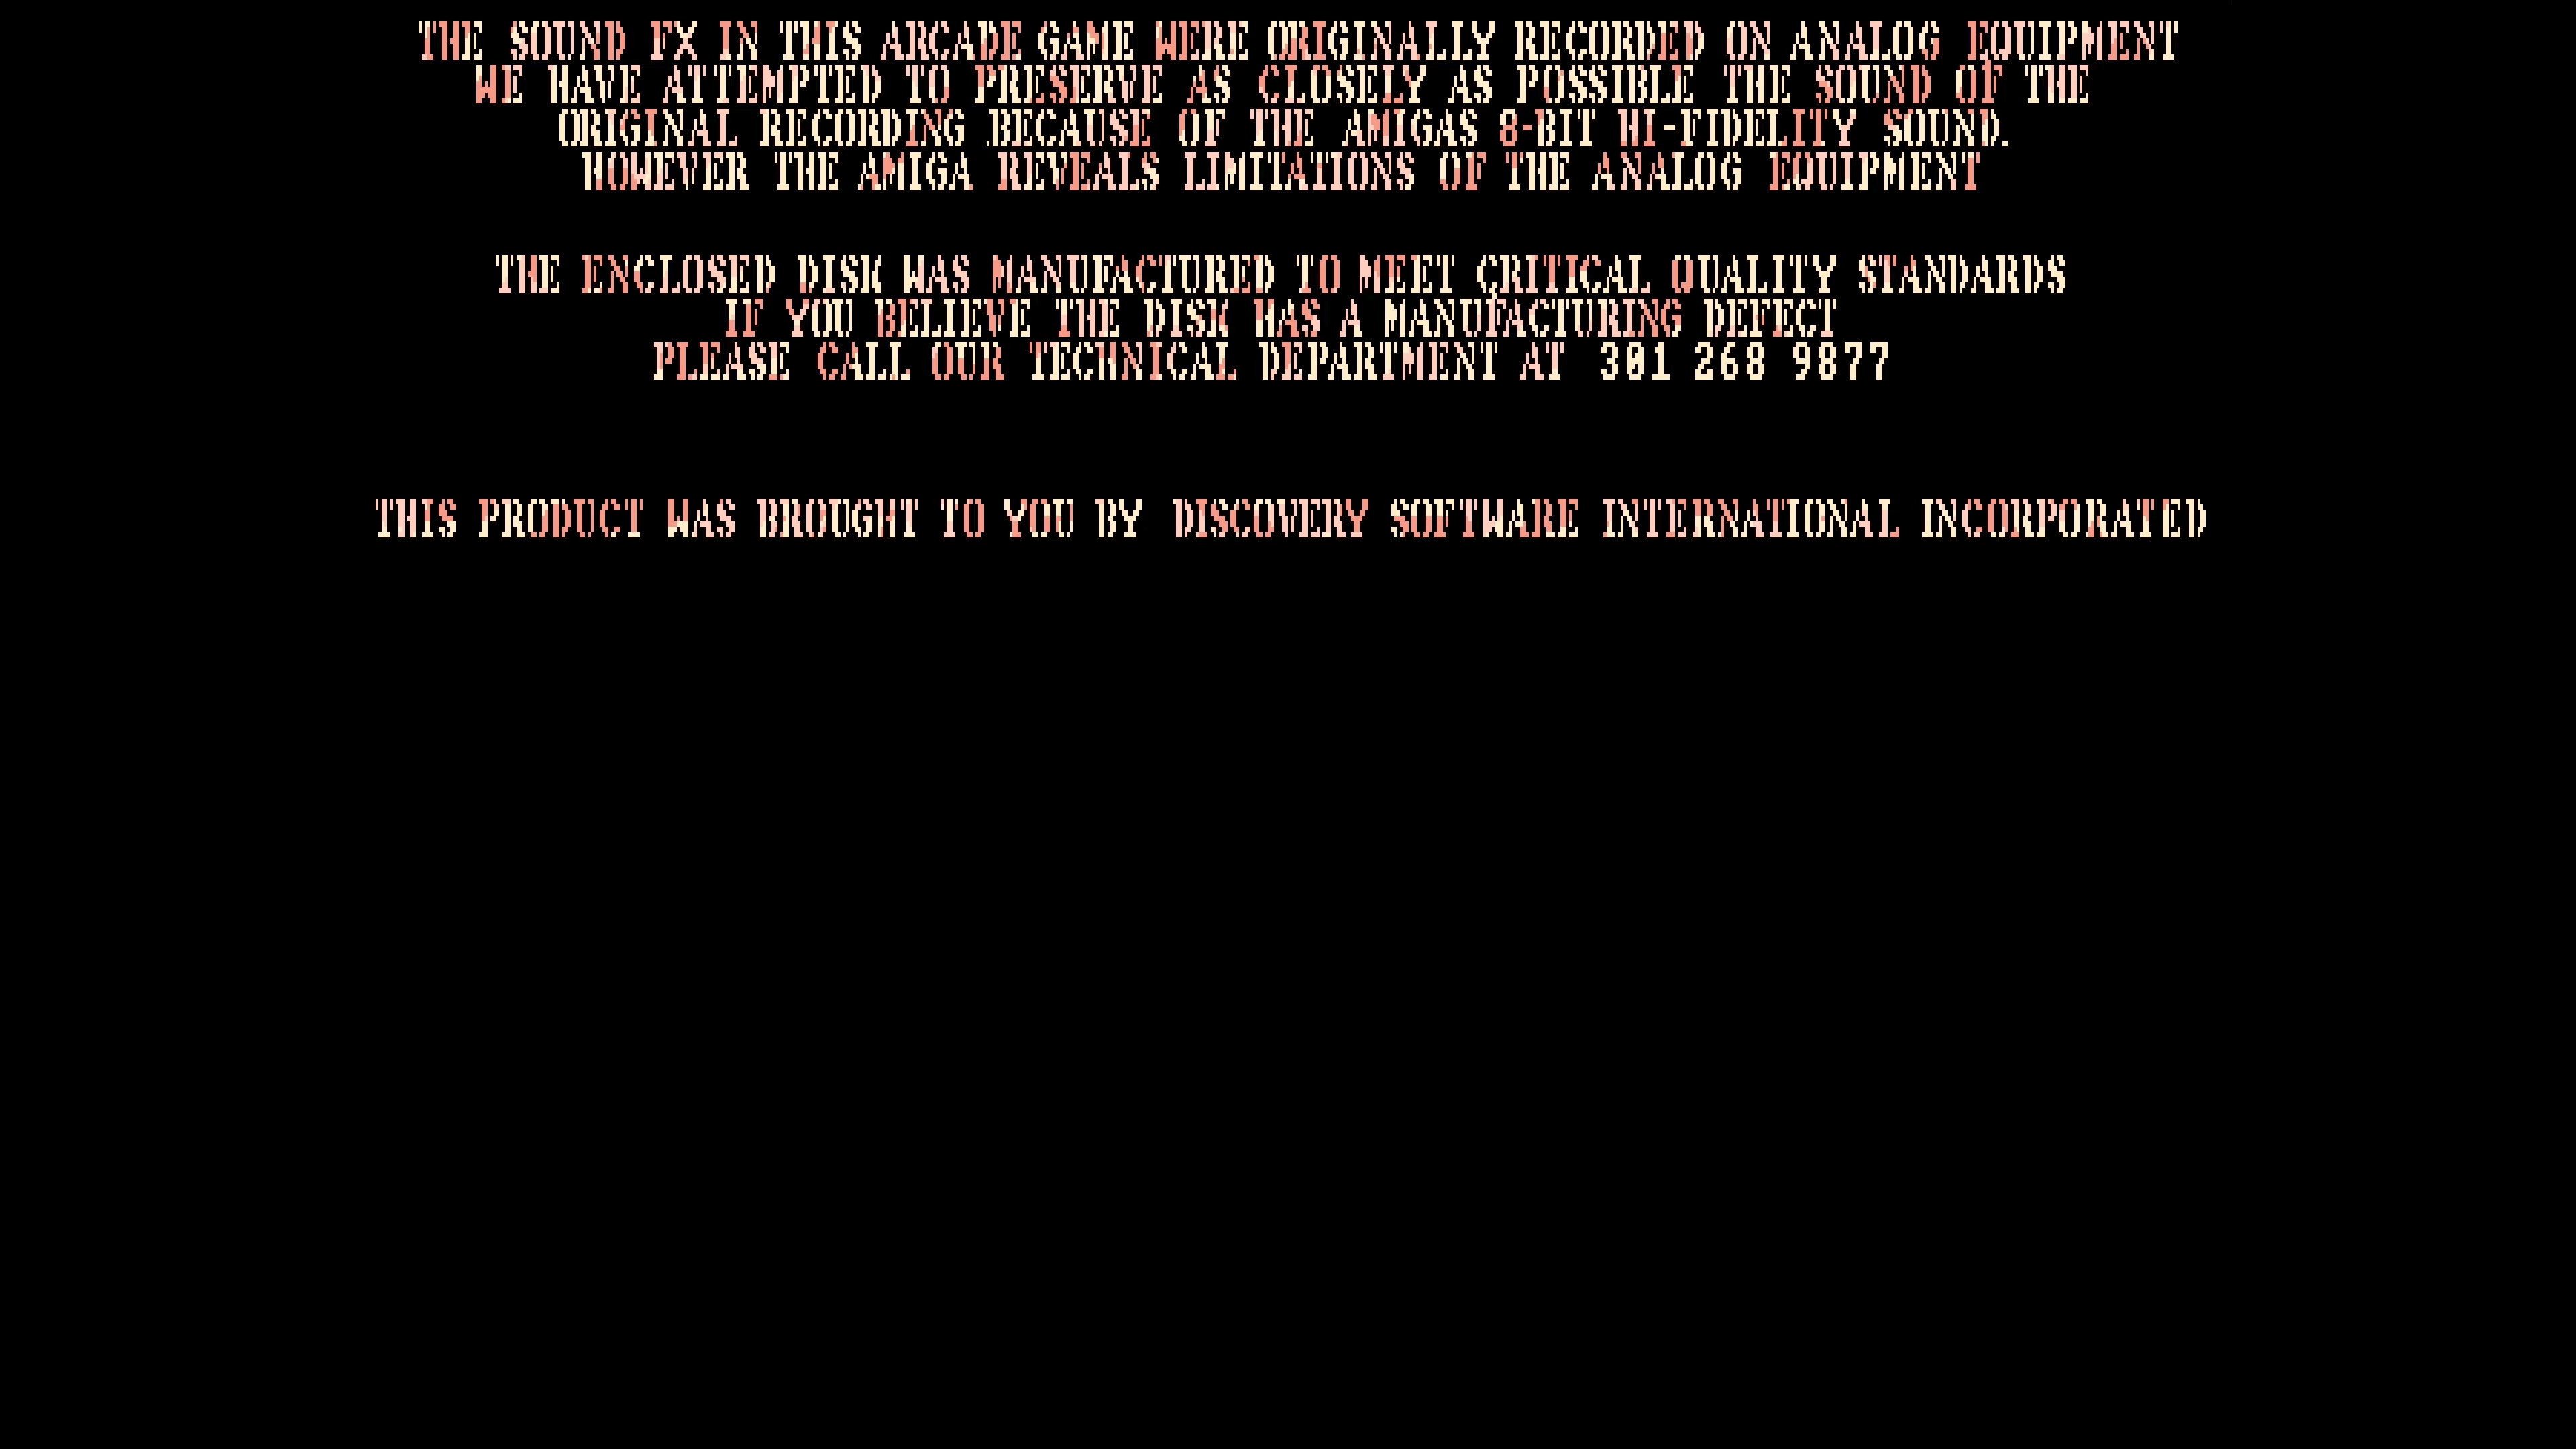 THE SOUND FX IN THIS ARCADE GAME WERE ORIGINALLY RECORDED ON ANALOG EQUIPMENT
WE HAVE ATTEMPTED TO PRESERVE AS CLOSELY AS POSSIBLE THE SOUND OF THE
ORIGINAL RECORDING BECAUSE OF THE AMIGAS 8-BIT HI-FIDELITY SOUND.
HOWEVER THE AMIGA REVEALS LIMITATIONS OF THE ANALOG EQUIPMENT
THE ENCLOSED DISK WAS MANUFACTURED TO MEET CRITICAL QUALITY STANDARDS
IF YOU BELIEVE THE DISK HAS A MANUFACTURING DEFECT
PLEASE CALL OUR TECHNICAL DEPARTMENT AT 301 268 9877
THIS PRODUCT WAS BROUGHT TO YOU BY DISCOVERY SOFTWARE INTERNATIONAL INCORPORATED